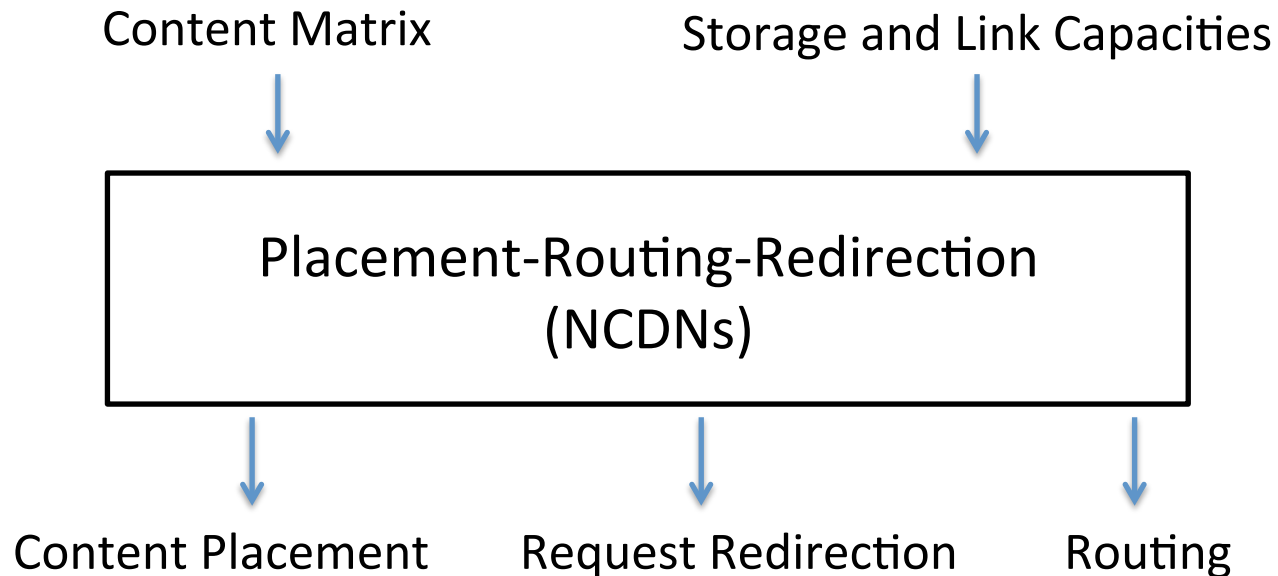 Content Matrix
Storage and Link Capacities
Placement-Routing-Redirection
(NCDNs)
Content Placement
Request Redirection
Routing